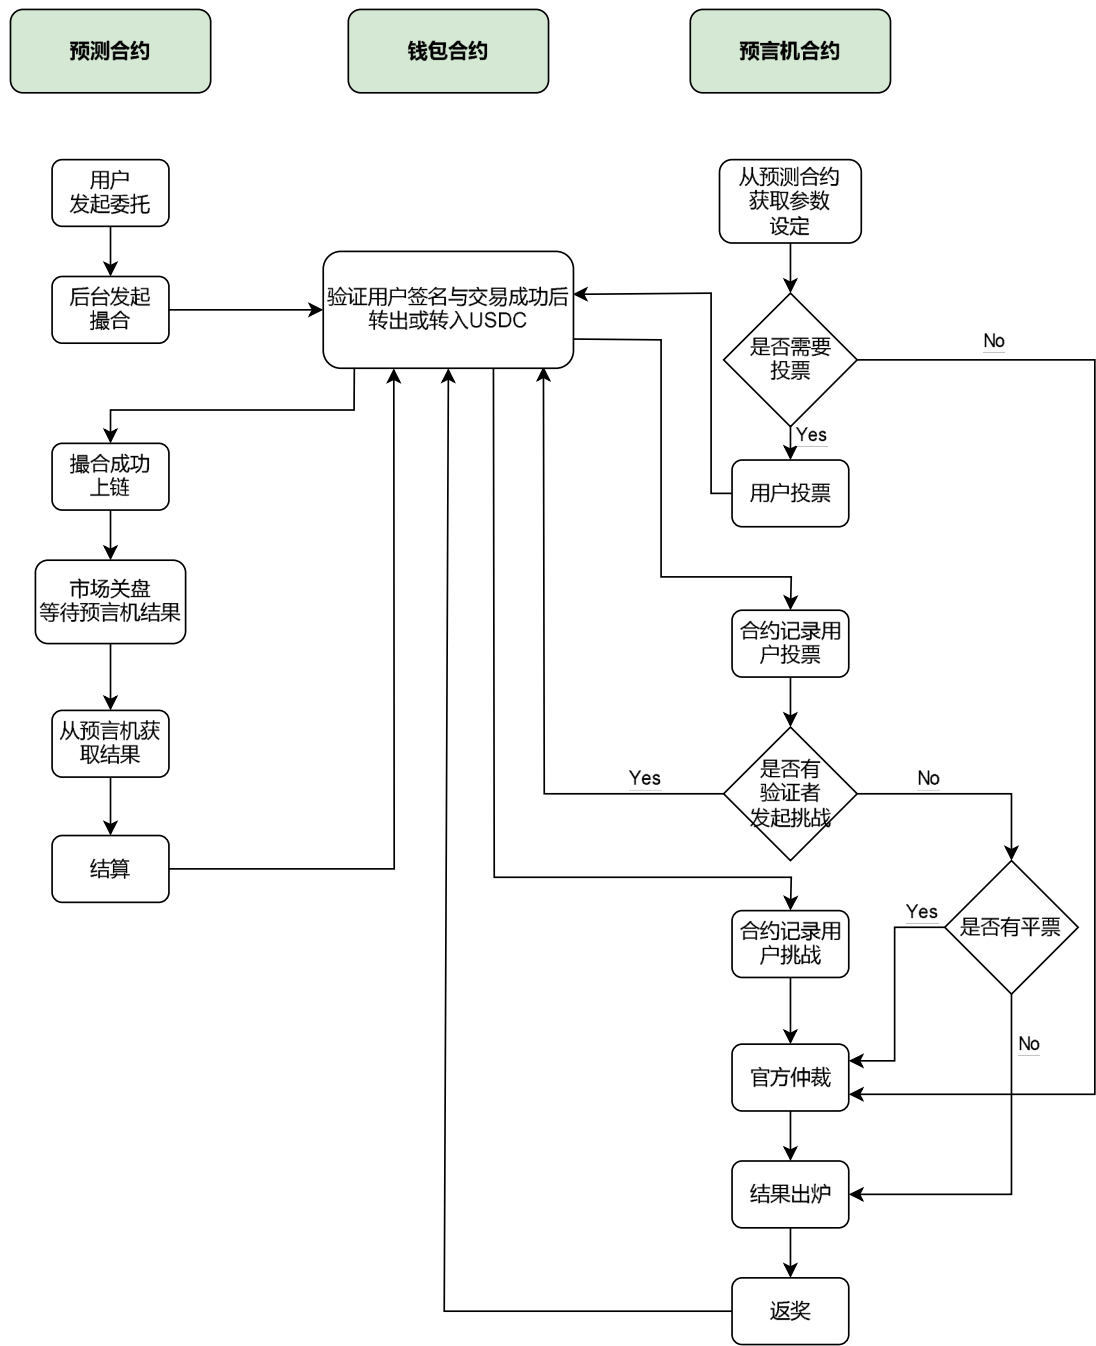 预测合约
钱包合约
预言机合约
用户
发起委托
从预测合约
获取参数
设定
后台发起
撮合
验证用户签名与交易成功后
转出或转入USDC
是否需要
投票
No
Yes
用户投票
撮合成功
上链
市场关盘
等待预言机结果
合约记录用
户投票
从预言机获
取结果
是否有
验证者
发起挑战
Yes
No
结算
合约记录用
户挑战
Yes
是否有平票
No
官方仲裁
结果出炉
返奖